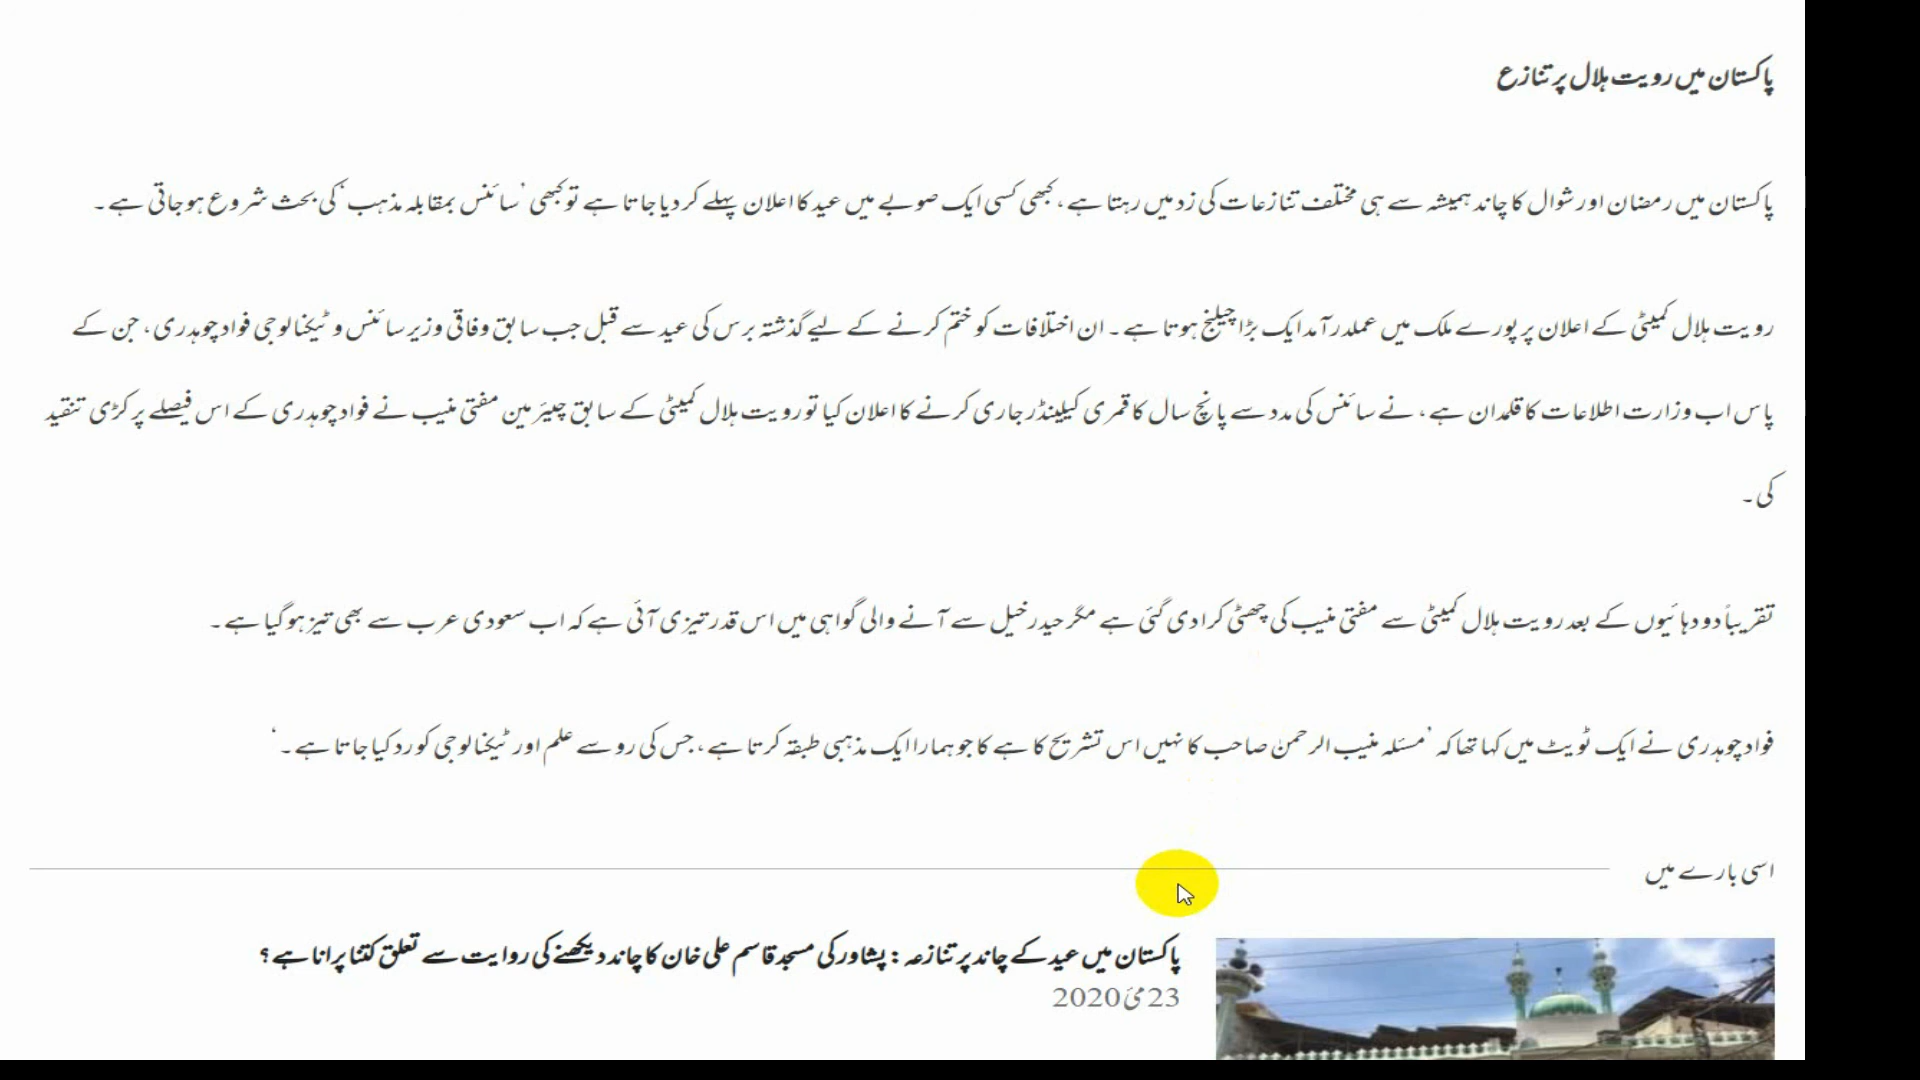 پاکستان میں رویت ہلال پر تنازع
پاکستان میں رمضان اور شوال کا چاند ہمیشہ سے ہی مختلف تنازعات کی زد میں رہتا ہے، کبھی کسی ایک صوبے میں عید کا اعلان پہلے کر دیا جاتا ہے تو کبھی ’سائنس بمقابلہ مذہب‘ کی بحث شروع ہوجاتی ہے۔
رویت ہلال کمیٹی کے اعلان پر پورے ملک میں عملدرآمد ایک بڑا چیلنج ہوتا ہے۔ ان اختلافات کو ختم کرنے کے لیے گذشتہ برس کی عید سے قبل جب سابق وفاقی وزیر سائنس و ٹیکنالوجی فواد چوہدری، جن کے
پاس اب وزارت اطلاعات کا قلمدان ہے، نے سائنس کی مدد سے پانچ سال کا قمری کیلینڈر جاری کرنے کا اعلان کیا تو رویت ہلال کمیٹی کے سابق چیئرمین مفتی منیب نے فواد چوہدری کے اس فیصلے پر کڑی تنقید
کی۔
تقریباً دو دہائیوں کے بعد رویت ہلال کمیٹی سے مفتی منیب کی چھٹی کرا دی گئی ہے مگر حیدر خیل سے آنے والی گواہی میں اس قدر تیزی آئی ہے کہ اب سعودی عرب سے بھی تیز ہو گیا ہے۔
فواد چوہدری نے ایک ٹویٹ میں کہا تھا کہ ’مسئلہ منیب الرحمنٰ صاحب کا نہیں اس تشریح کا ہے کا جو ہمارا ایک مذہبی طبقہ کرتا ہے، جس کی رو سے علم اور ٹیکنالوجی کو رد کیا جاتا ہے۔‘
اسی بارے میں
پاکستان میں عید کے چاند پر تنازعہ: پشاور کی مسجد قاسم علی خان کا چاند دیکھنے کی روایت سے تعلق کتنا پرانا ہے؟
23 مئ 2020